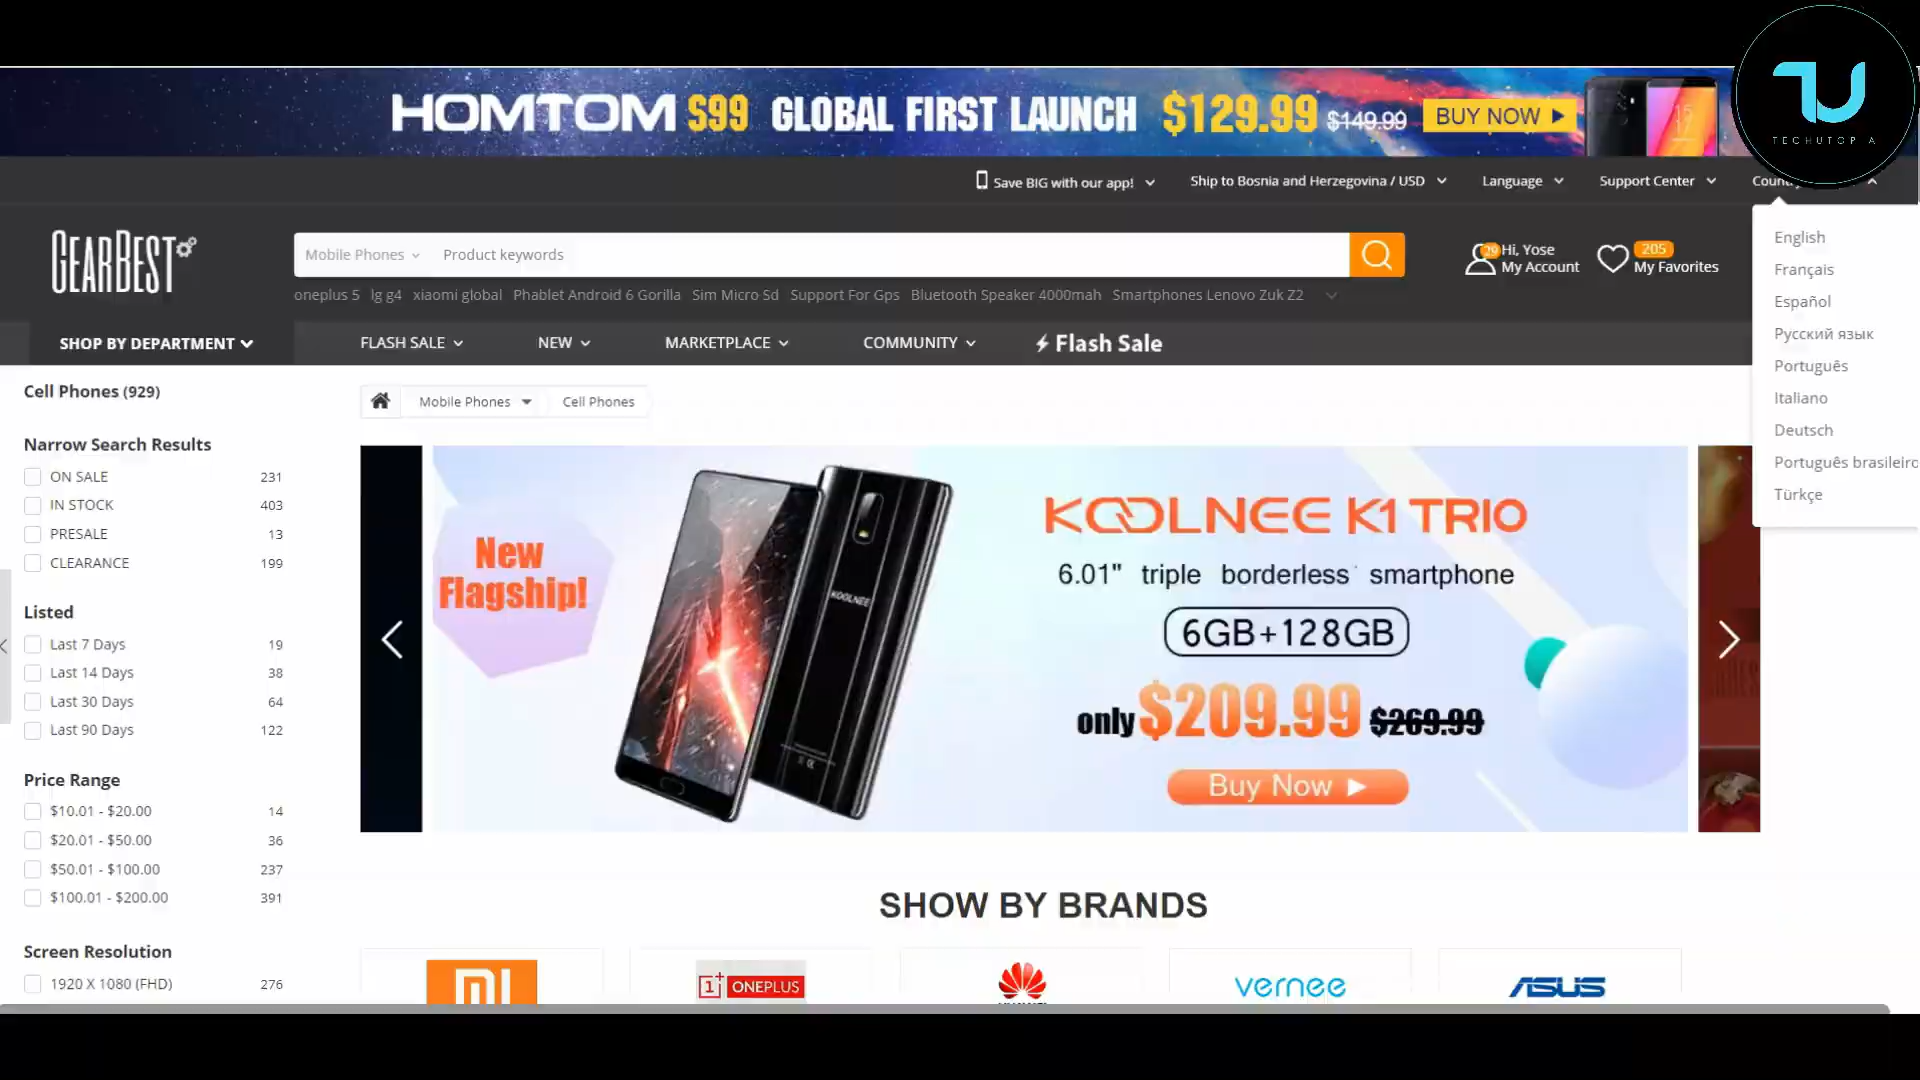 HOMTOM S99 GLOBAL FIRST LAUNCH $129.99 $149.99 BUY NOW
TU
TECHUTOPIA
Save BIG with our app! Ship to Bosnia and Herzegovina / USD Language Support Center
GEARBEST
Mobile Phones Product keywords
29 Hi, Yose
My Account
205
My Favorites
oneplus 5 lg g4 xiaomi global Phablet Android 6 Gorilla Sim Micro Sd Support For Gps Bluetooth Speaker 4000mah Smartphones Lenovo Zuk Z2
SHOP BY DEPARTMENT FLASH SALE NEW MARKETPLACE COMMUNITY Flash Sale
English
Français
Español
Русский язык
Português
Italiano
Deutsch
Português brasileiro
Türkçe
Cell Phones (929)
Narrow Search Results
ON SALE 231
IN STOCK 403
PRESALE 13
CLEARANCE 199
Listed
Last 7 Days 19
Last 14 Days 38
Last 30 Days 64
Last 90 Days 122
Price Range
$10.01 - $20.00 14
$20.01 - $50.00 36
$50.01 - $100.00 237
$100.01 - $200.00 391
Screen Resolution
1920 X 1080 (FHD) 276
Mobile Phones Cell Phones
New
Flagship!
KOOLNEE
KOOLNEE K1 TRIO
6.01" triple borderless smartphone
6GB+128GB
only $209.99 $269.99
Buy Now
SHOW BY BRANDS
MI
1+ ONEPLUS
vernee
ASUS